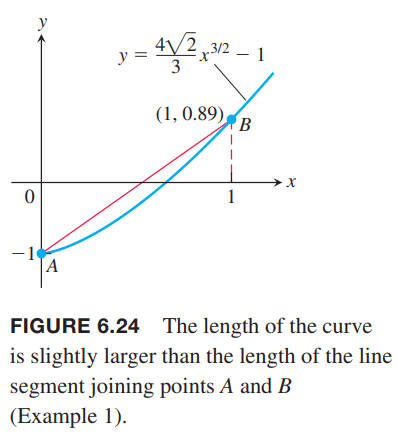 y
y = 4√2/3 x^3/2 − 1
(1, 0.89)
B
x
0
1
−1
A
FIGURE 6.24 The length of the curve
is slightly larger than the length of the line
segment joining points A and B
(Example 1).